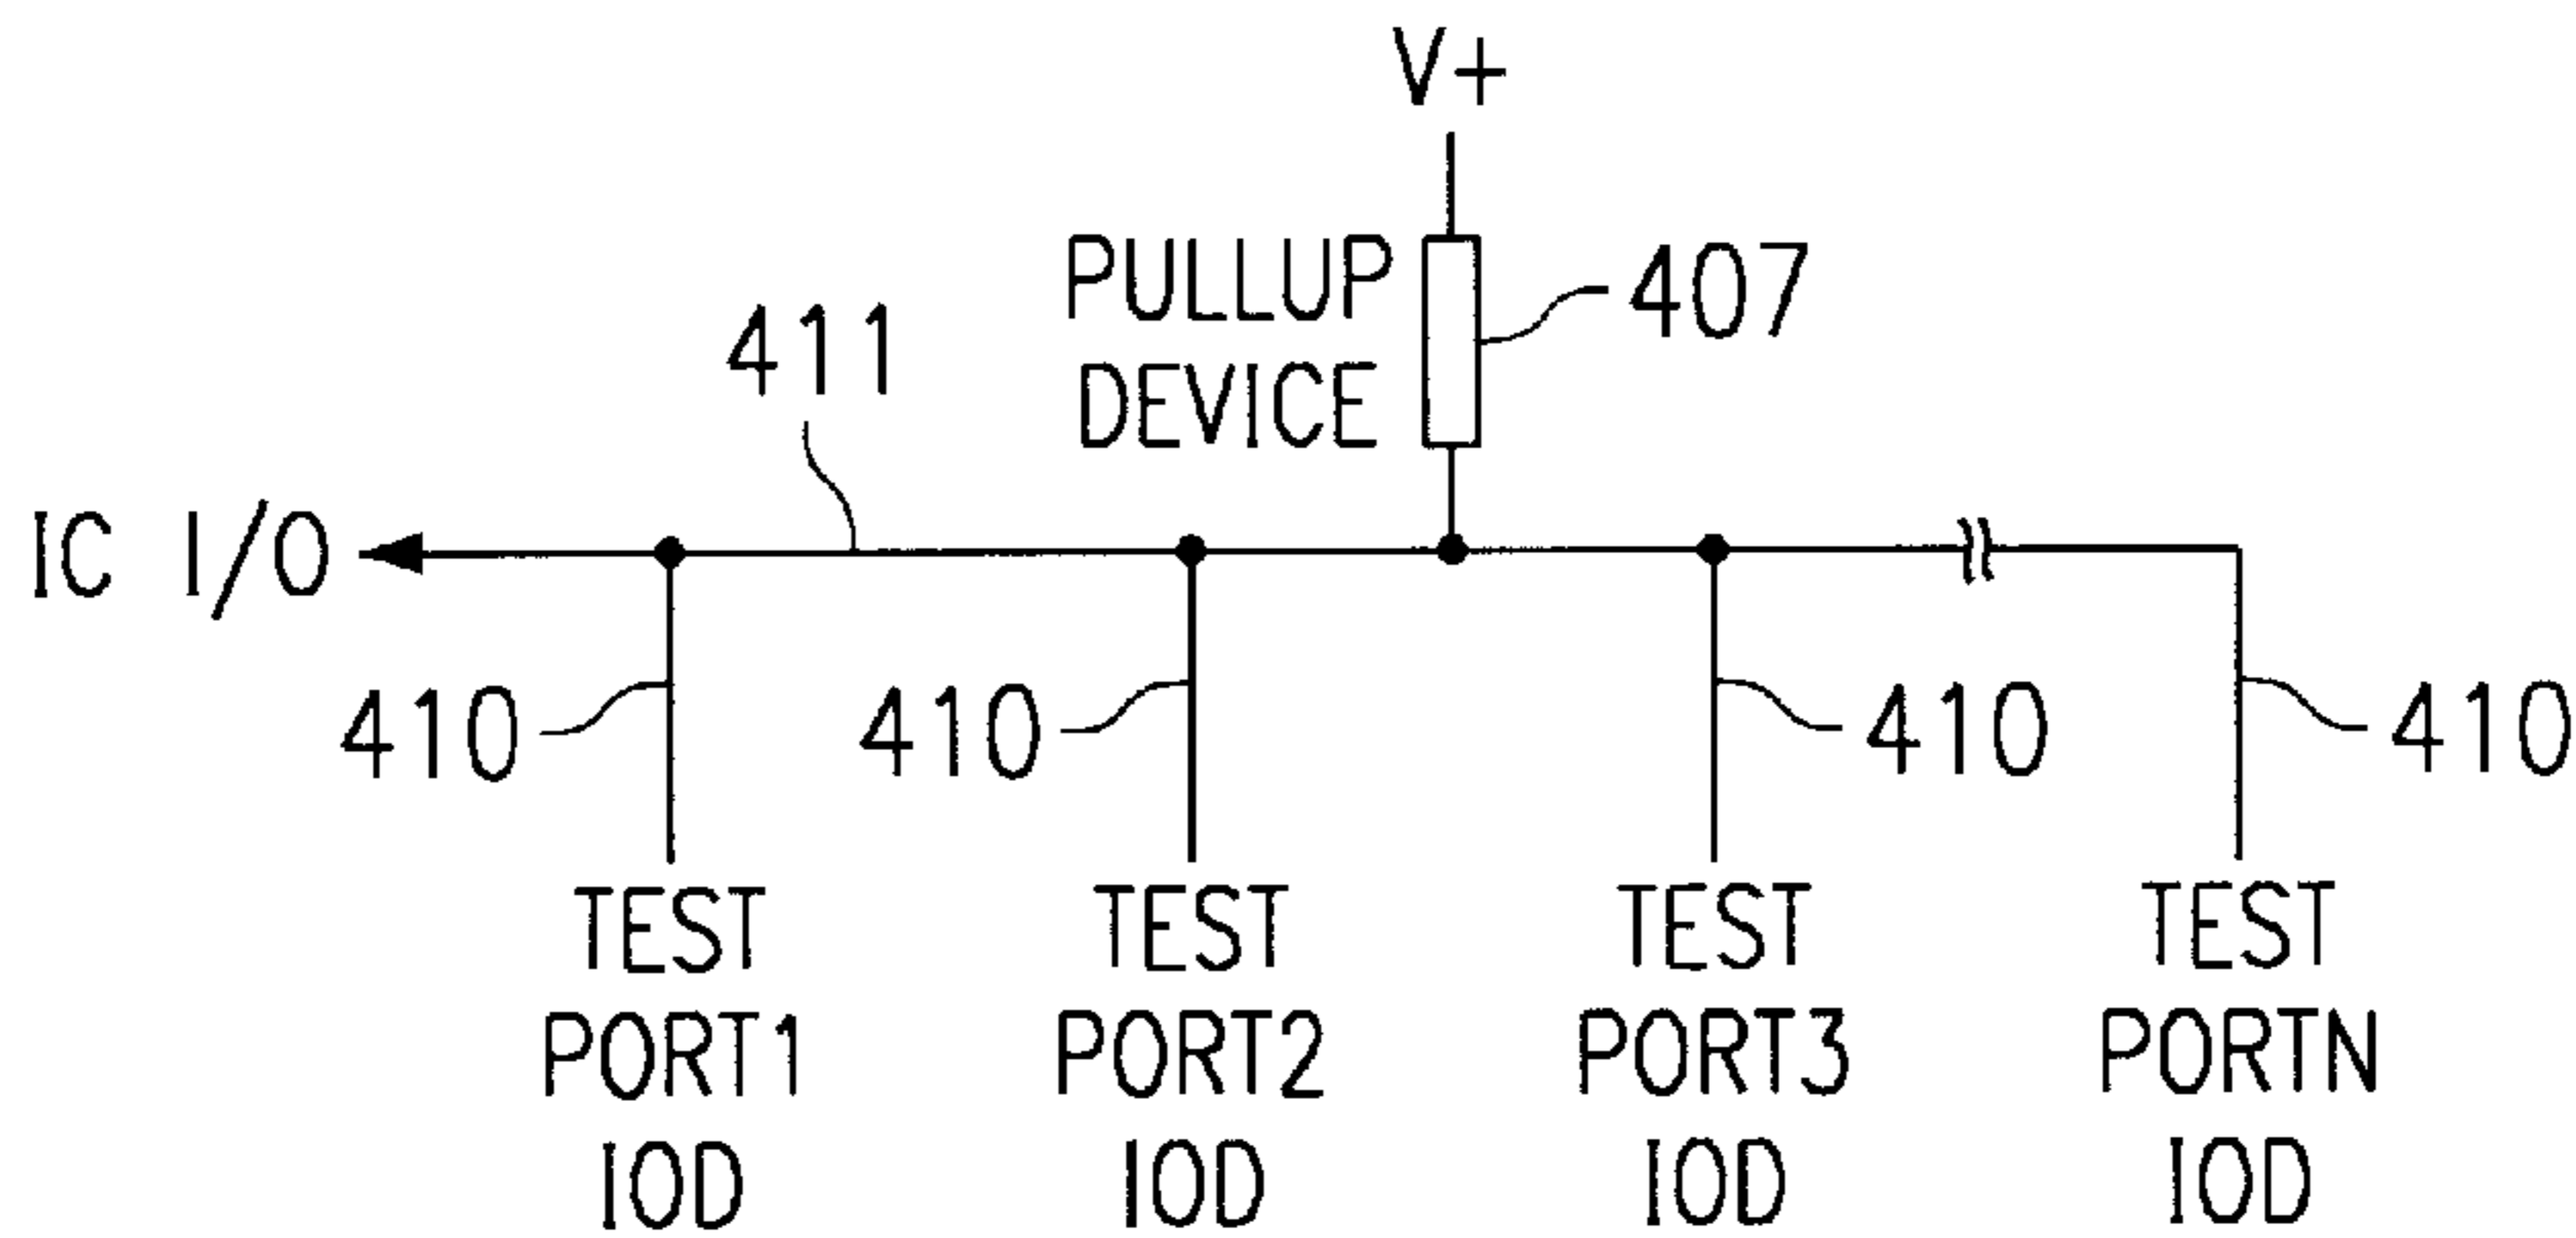 V+
PULLUP
DEVICE
407
411
IC I/O
410
410
410
410
TEST
PORT1
IOD
TEST
PORT2
IOD
TEST
PORT3
IOD
TEST
PORTN
IOD